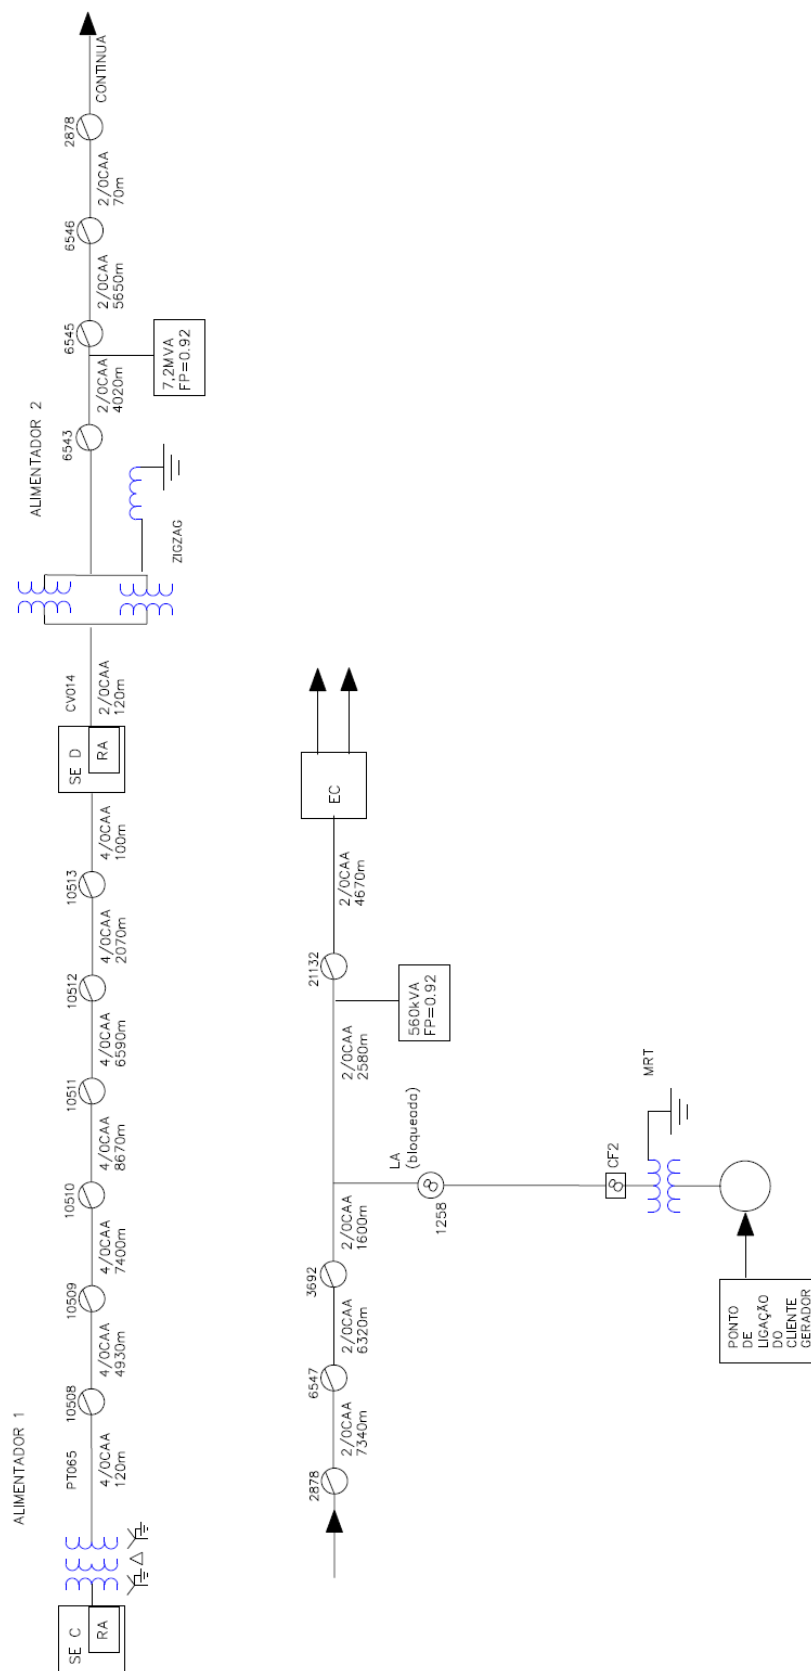 ALIMENTADOR 1
SE C
RA
PT065
4/0CAA
120m
10508
4/0CAA
4930m
10509
4/0CAA
7400m
10510
4/0CAA
8670m
10511
4/0CAA
6590m
10512
4/0CAA
2070m
10513
4/0CAA
100m
SE D
RA
CV014
2/0CAA
120m
ZIGZAG
ALIMENTADOR 2
6543
2/0CAA
4020m
7,2MVA
FP=0.92
6545
2/0CAA
5650m
6546
2/0CAA
70m
2878
CONTINUA
2878
2/0CAA
7340m
6547
2/0CAA
6320m
3692
2/0CAA
1600m
LA
(bloqueada)
1258
CF2
MRT
PONTO
DE
LIGAÇÃO
DO
CLIENTE
GERADOR
2/0CAA
2580m
560kVA
FP=0.92
21132
2/0CAA
4670m
EC